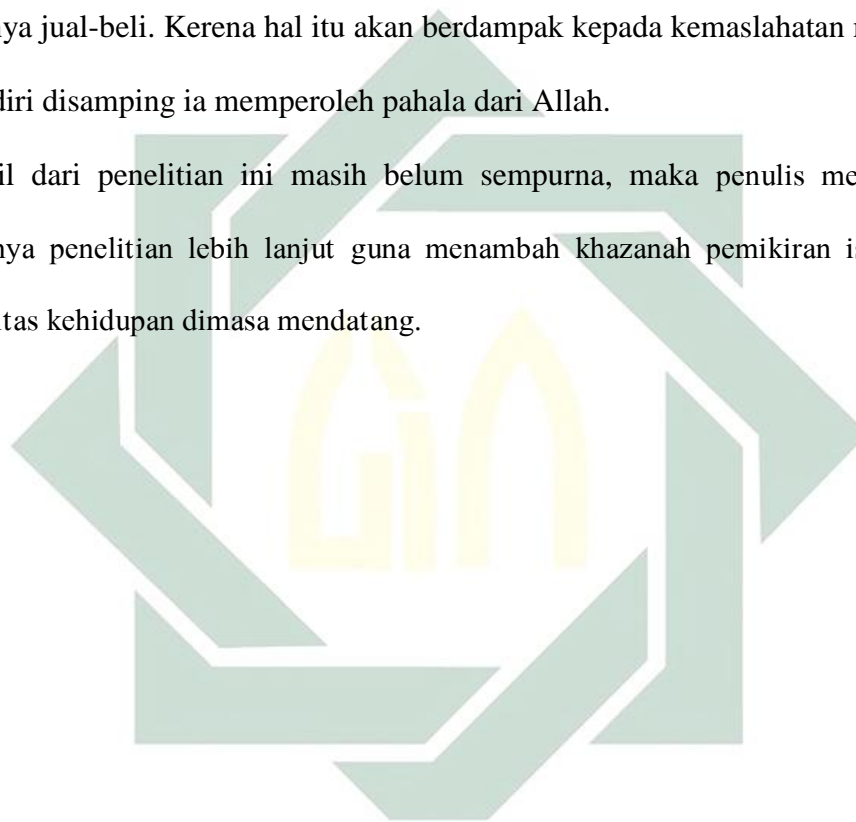 nya jual-beli. Kerena hal itu akan berdampak kepada kemaslahatan
diri disamping ia memperoleh pahala dari Allah.
il dari penelitian ini masih belum sempurna, maka penulis me
nya penelitian lebih lanjut guna menambah khazanah pemikiran is
itas kehidupan dimasa mendatang.